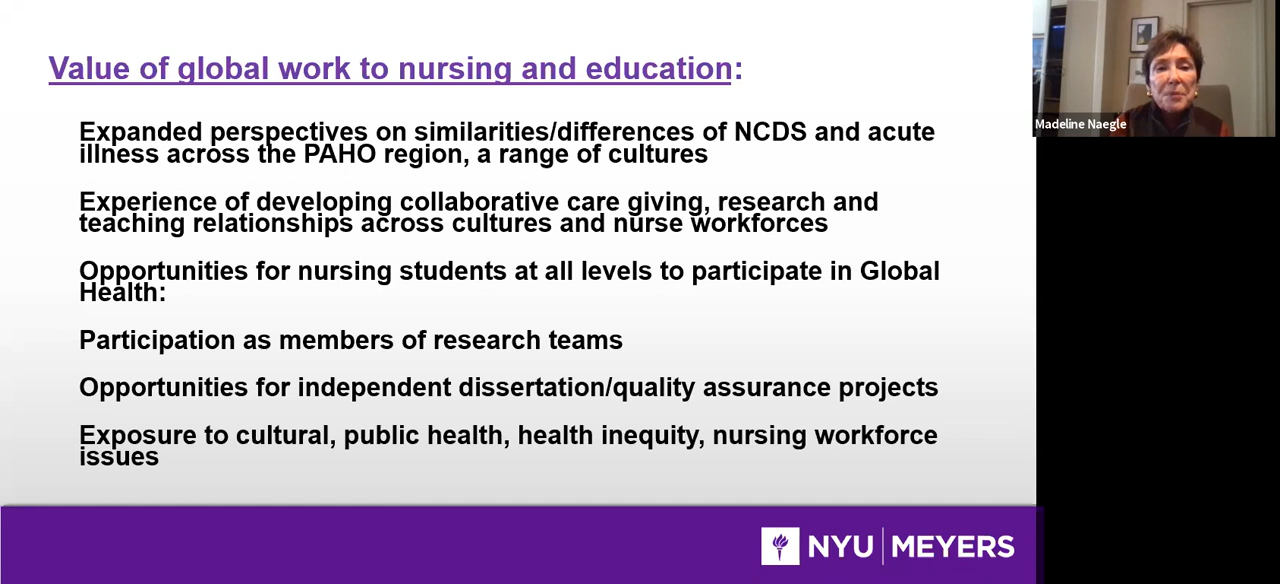 Value of global work to nursing and education:
Expanded perspectives on similarities/differences of NCDS and acute
illness across the PAHO region, a range of cultures
Experience of developing collaborative care giving, research and
teaching relationships across cultures and nurse workforces
Opportunities for nursing students at all levels to participate in Global
Health:
Participation as members of research teams
Opportunities for independent dissertation/quality assurance projects
Exposure to cultural, public health, health inequity, nursing workforce
issues
NYU MEYERS
Madeline Naegle